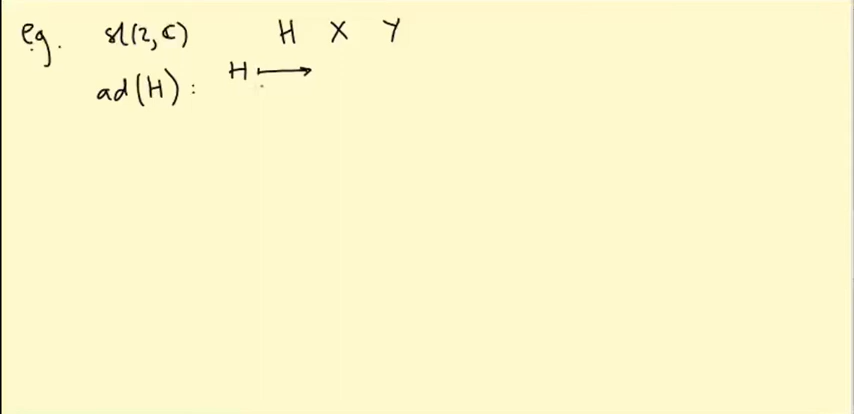 e.g. sl(2, C) H X Y
ad(H): H ⟼